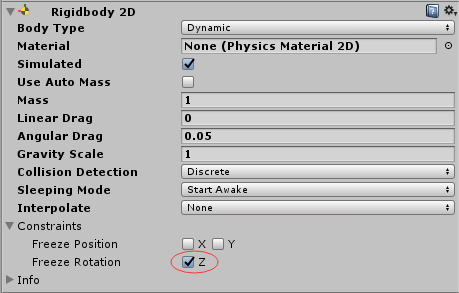 Rigidbody 2D
Body Type Dynamic
Material None (Physics Material 2D)
Simulated
Use Auto Mass
Mass 1
Linear Drag 0
Angular Drag 0.05
Gravity Scale 1
Collision Detection Discrete
Sleeping Mode Start Awake
Interpolate None
Constraints
Freeze Position X Y
Freeze Rotation Z
Info